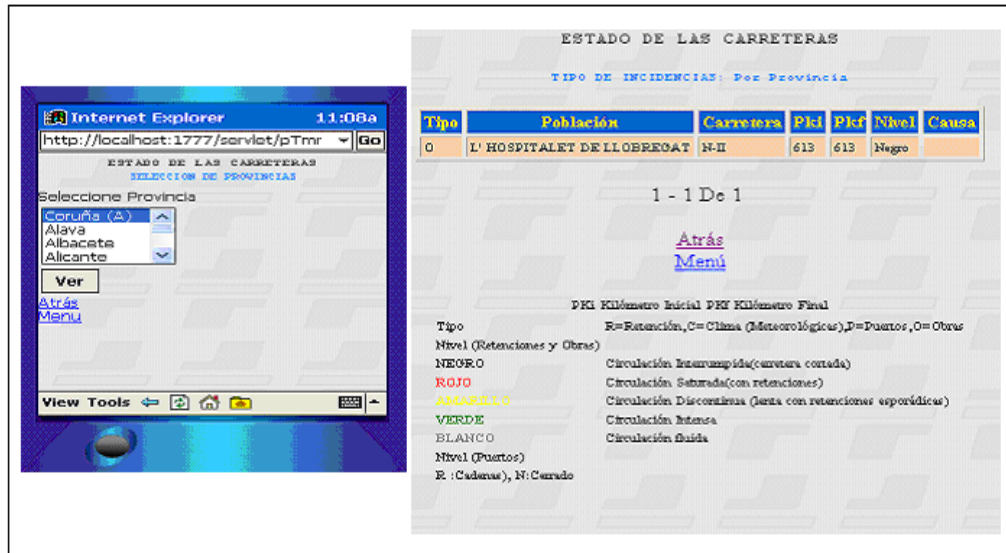 Internet Explorer 11:08a
http://localhost:1777/servlet/pTmr Go
ESTADO DE LAS CARRETERAS
SELECCION DE PROVINCIAS
Seleccione Provincia
Coruña (A)
Alava
Albacete
Alicante
Ver
Atrás
Menu
View Tools
ESTADO DE LAS CARRETERAS
TIPO DE INCIDENCIAS: Por Provincia
Tipo Población Carretera Pki Pkf Nivel Causa
O L' HOSPITALET DE LLOBREGAT N-II 613 613 Negro
1 - 1 De 1
Atrás
Menú
PKi Kilómetro Inicial PKf Kilómetro Final
Tipo R=Retención,C=Clima (Meteorológicas),P=Puertos,O=Obras
Nivel (Retenciones y Obras)
NEGRO Circulación Interrumpida(carretera cortada)
ROJO Circulación Saturada(con retenciones)
AMARILLO Circulación Discontinua (lenta con retenciones esporádicas)
VERDE Circulación Intensa
BLANCO Circulación fluida
Nivel (Puertos)
R :Cadenas), N:Cerrado